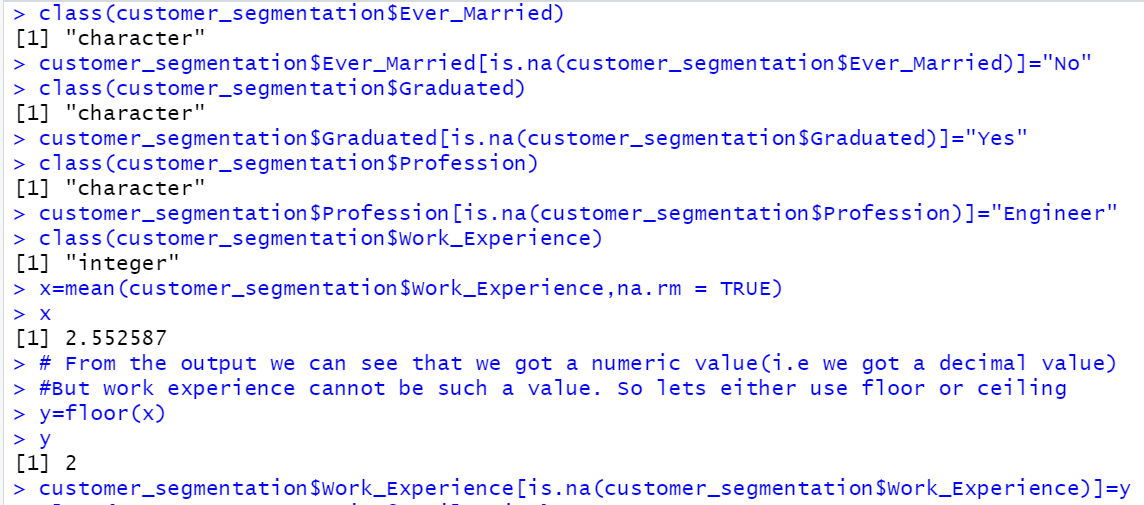 > class(customer_segmentation$Ever_Married)
[1] "character"
> customer_segmentation$Ever_Married[is.na(customer_segmentation$Ever_Married)]="No"
> class(customer_segmentation$Graduated)
[1] "character"
> customer_segmentation$Graduated[is.na(customer_segmentation$Graduated)]="Yes"
> class(customer_segmentation$Profession)
[1] "character"
> customer_segmentation$Profession[is.na(customer_segmentation$Profession)]="Engineer"
> class(customer_segmentation$Work_Experience)
[1] "integer"
> x=mean(customer_segmentation$Work_Experience,na.rm = TRUE)
> x
[1] 2.552587
> # From the output we can see that we got a numeric value(i.e we got a decimal value)
> #But work experience cannot be such a value. So lets either use floor or ceiling
> y=floor(x)
> y
[1] 2
> customer_segmentation$Work_Experience[is.na(customer_segmentation$Work_Experience)]=y